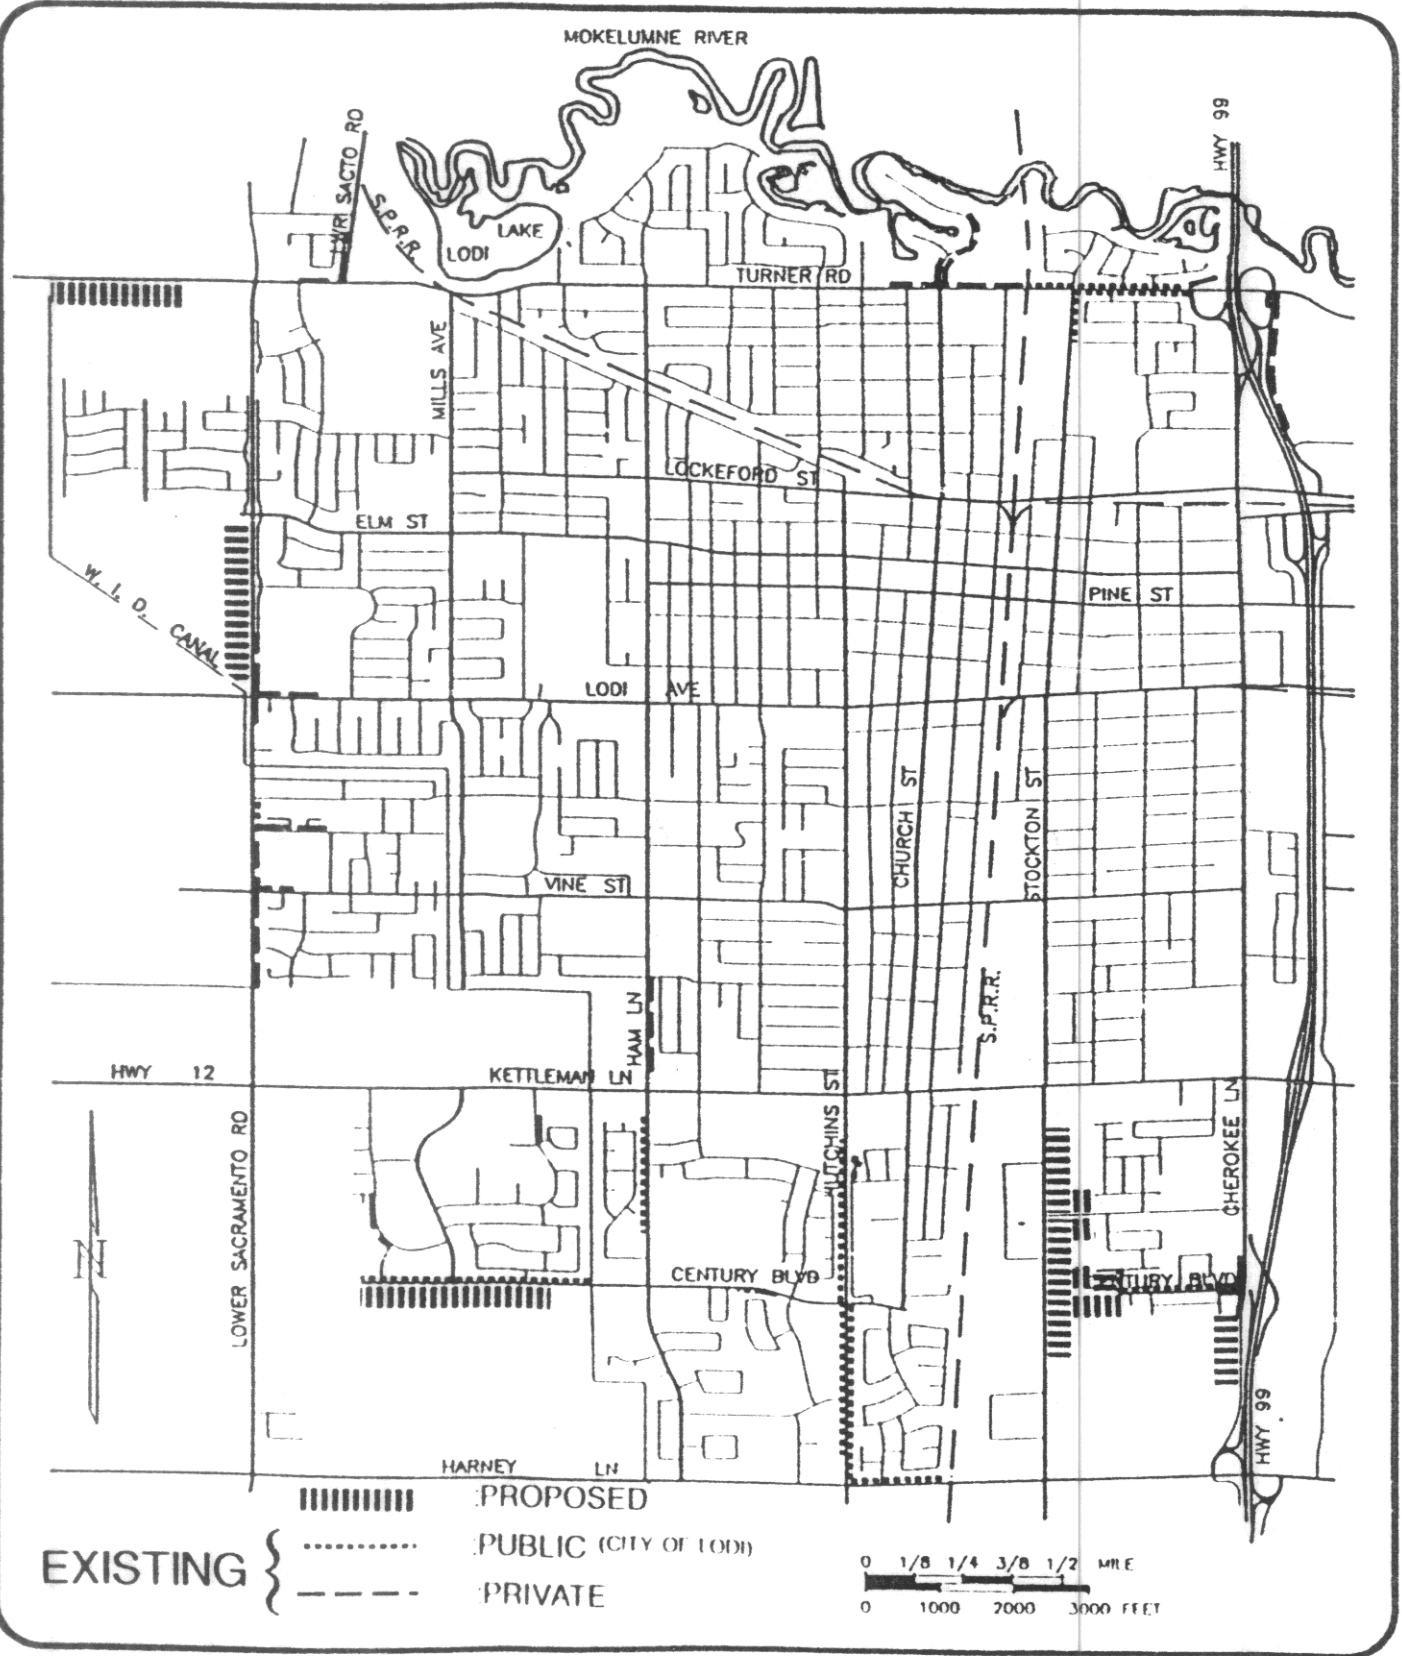 MOKELUMNE RIVER
HWY 99
LWR SACTO RD
S.P.R.R.
LAKE
LODI
TURNER RD
MILLS AVE
LOCKEFORD ST
ELM ST
PINE ST
W. I. D. CANAL
LODI AVE
CHURCH ST
STOCKTON ST
VINE ST
S.P.R.R.
HAM LN
HWY 12
KETTLEMAN LN
HUTCHINS ST
CHEROKEE LN
LOWER SACRAMENTO RD
N
CENTURY BLVD
CENTURY BLVD
HWY 99
HARNEY LN
:PROPOSED
EXISTING
:PUBLIC (CITY OF LODI)
:PRIVATE
0 1/8 1/4 3/8 1/2 MILE
0 1000 2000 3000 FEET